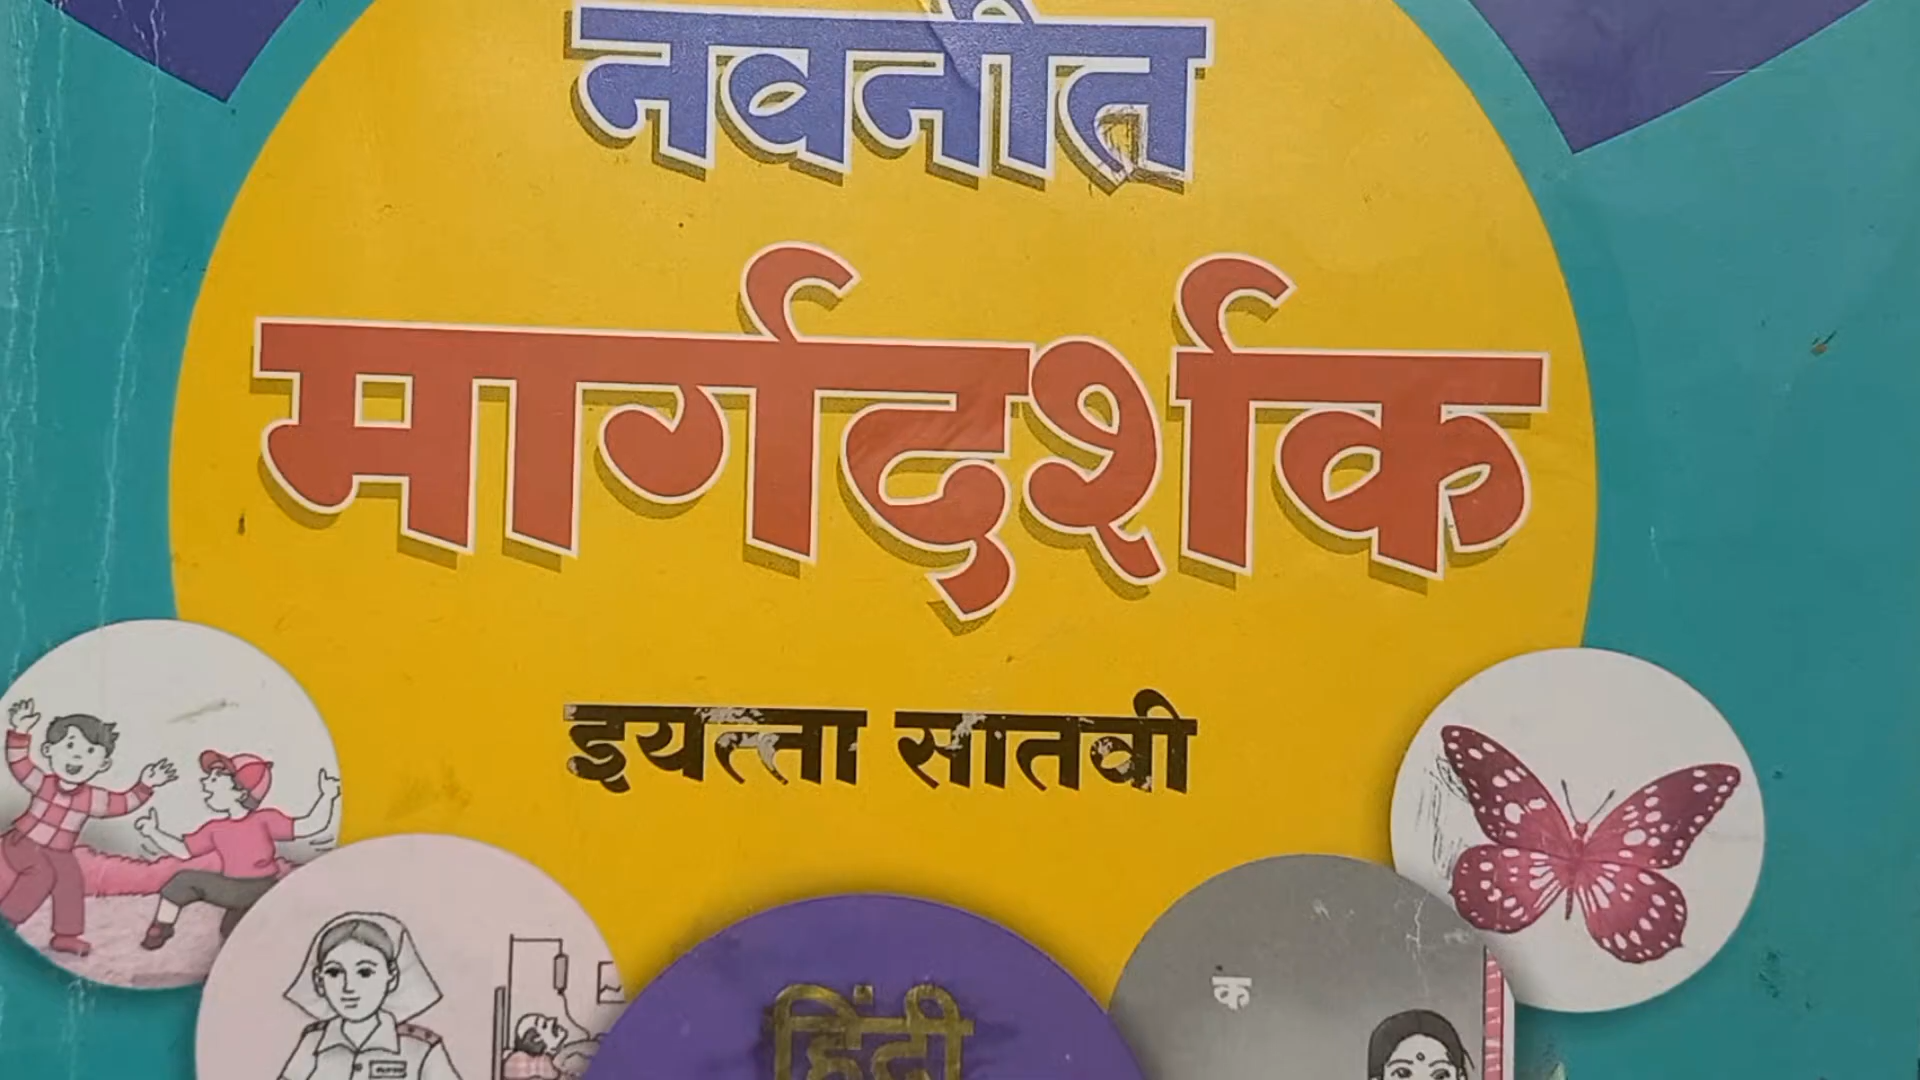 नवनीत
मार्गदर्शक
इयत्ता सातवी
क
हिंदी